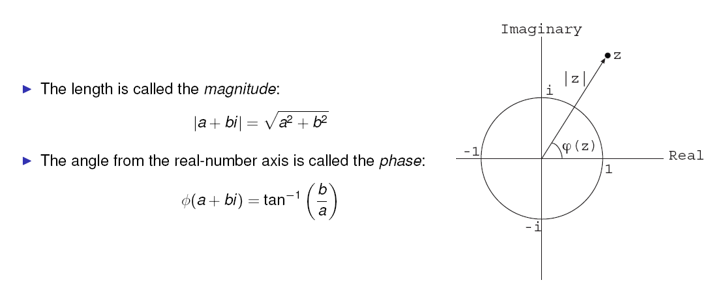 ▶ The length is called the magnitude:
|a + bi| = √(a² + b²)
▶ The angle from the real-number axis is called the phase:
ϕ(a + bi) = tan⁻¹ (b/a)
Imaginary
z
|z|
i
-1
φ(z)
Real
1
-i